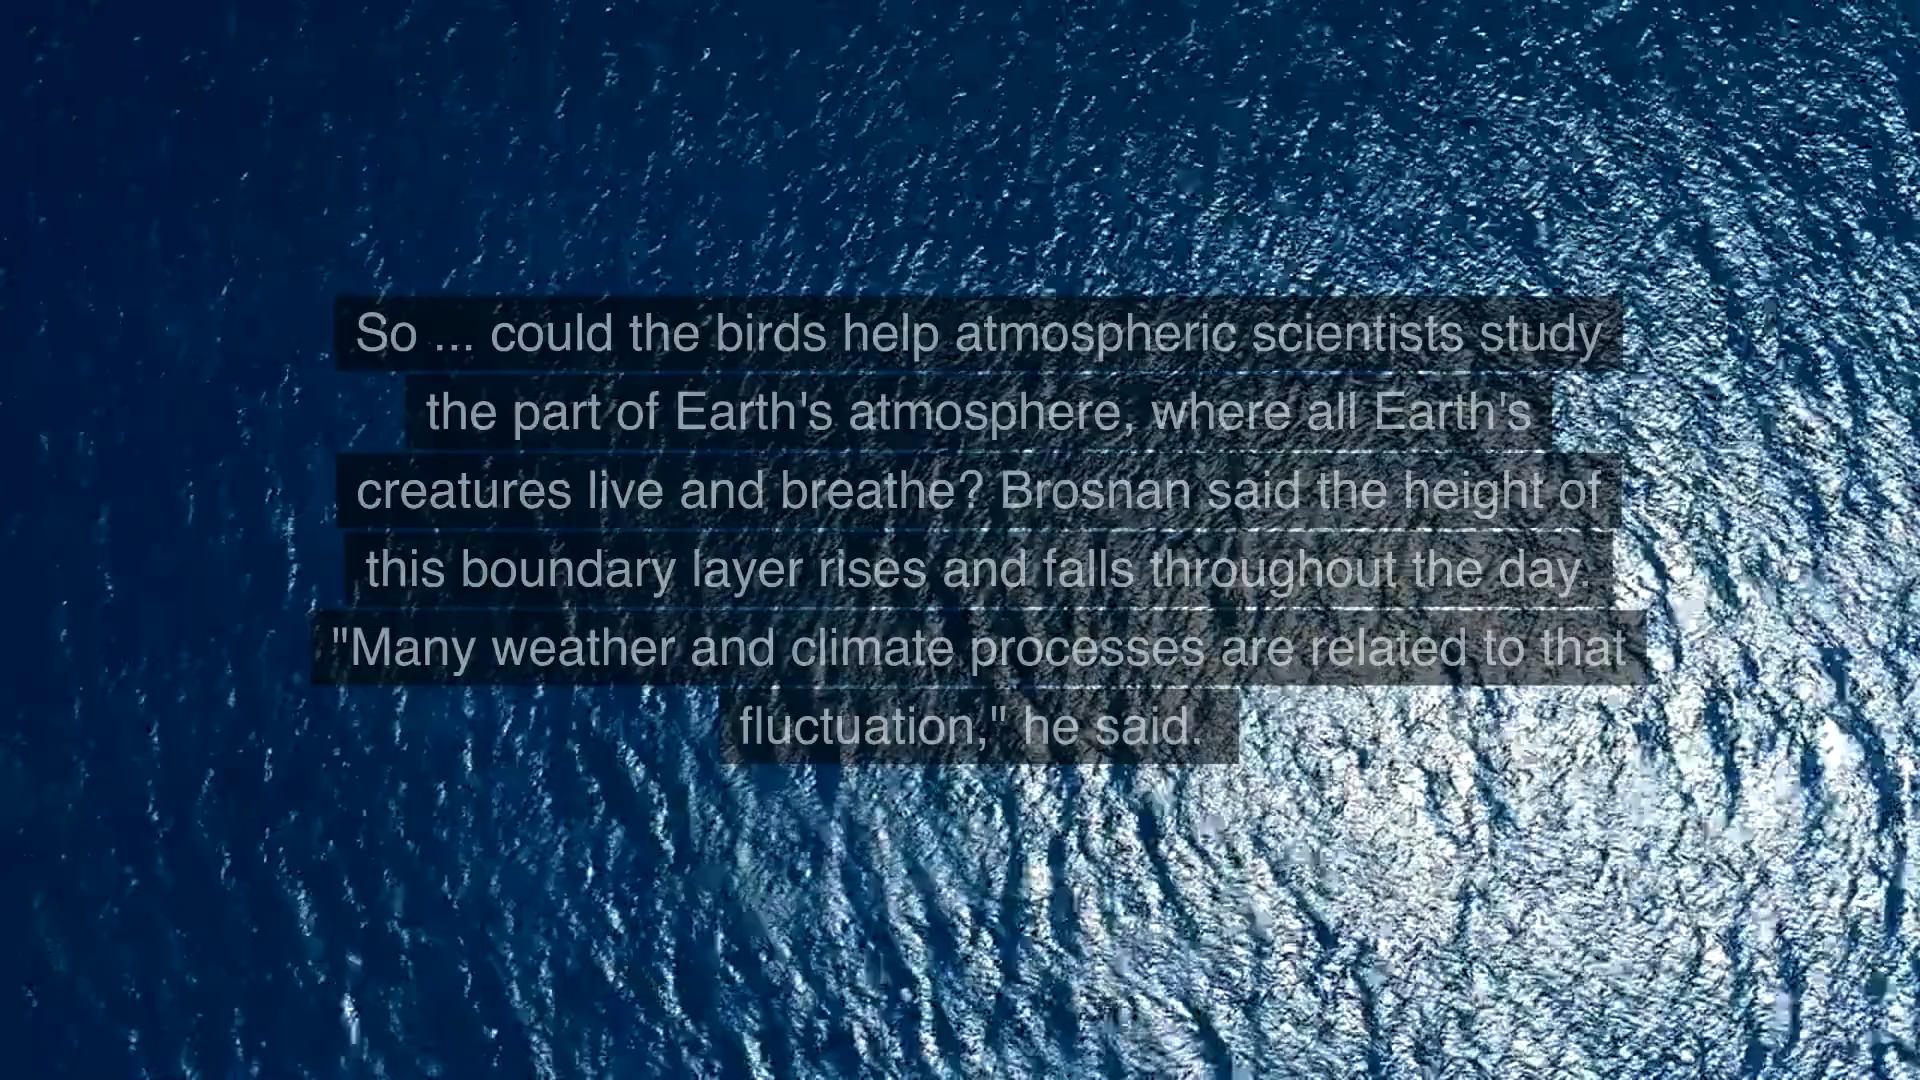 So ... could the birds help atmospheric scientists study
the part of Earth's atmosphere, where all Earth's
creatures live and breathe? Brosnan said the height of
this boundary layer rises and falls throughout the day.
"Many weather and climate processes are related to that
fluctuation," he said.